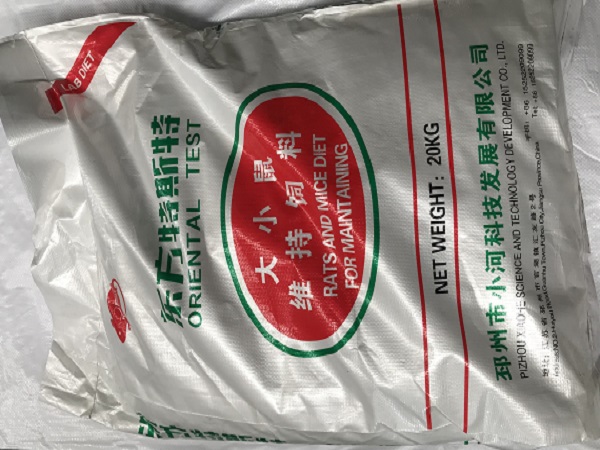 LAB DIET
东方特斯特
ORIENTAL TEST
大小鼠
维持饲料
RATS AND MICE DIET
FOR MAINTAINING
NET WEIGHT: 20KG
邳州市小河科技发展有限公司
PIZHOU XIAOHE SCIENCE AND TECHNOLOGY DEVELOPMENT CO., LTD.